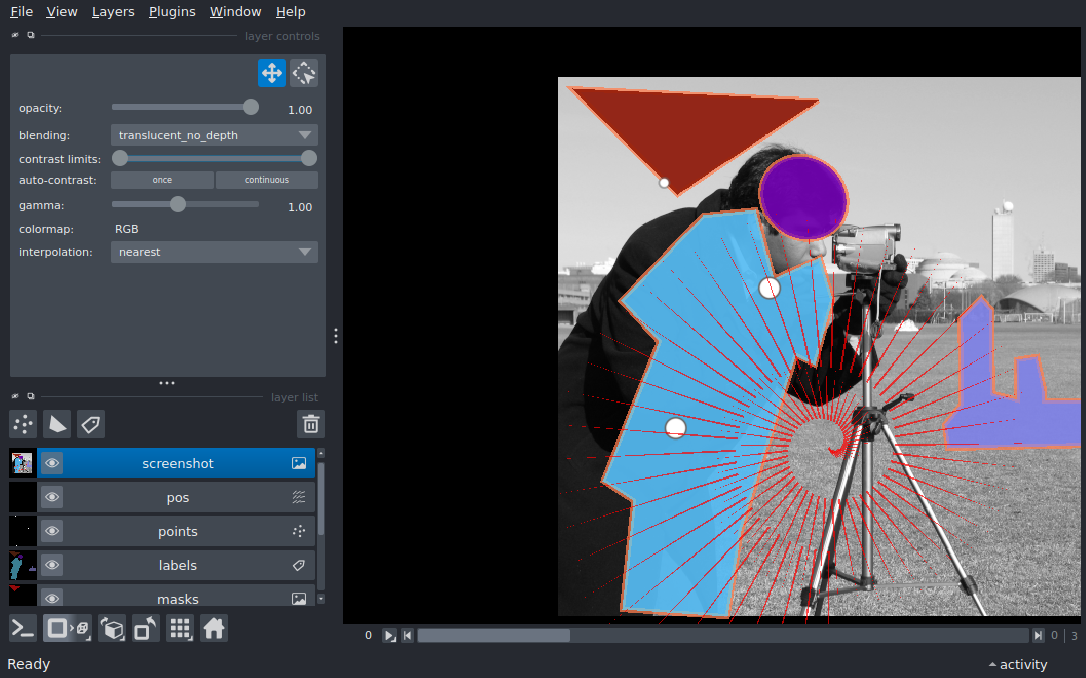 File View Layers Plugins Window Help
layer controls
opacity: 1.00
blending: translucent_no_depth
contrast limits:
auto-contrast: once continuous
gamma: 1.00
colormap: RGB
interpolation: nearest
layer list
screenshot
pos
points
labels
masks
0 0 3
Ready activity